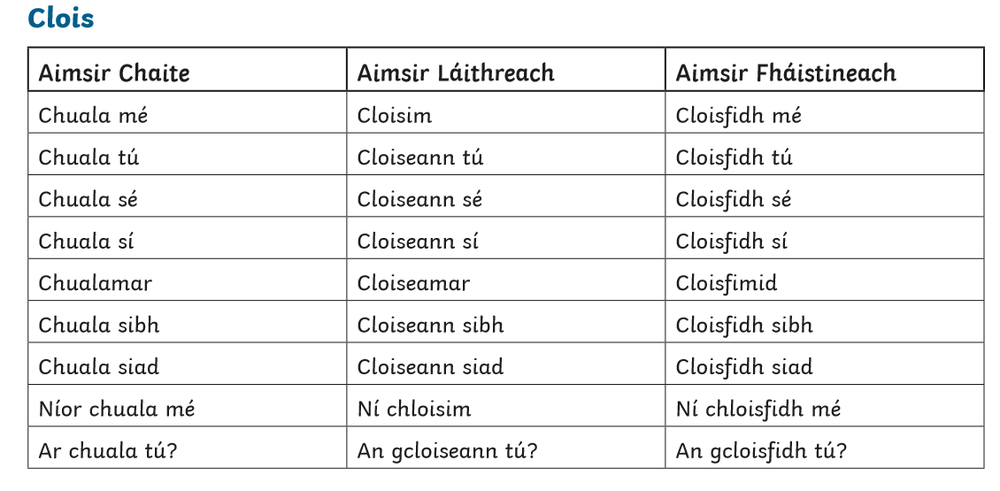 Clois
Aimsir Chaite Aimsir Láithreach Aimsir Fháistineach
Chuala mé Cloisim Cloisfidh mé
Chuala tú Cloiseann tú Cloisfidh tú
Chuala sé Cloiseann sé Cloisfidh sé
Chuala sí Cloiseann sí Cloisfidh sí
Chualamar Cloiseamar Cloisfimid
Chuala sibh Cloiseann sibh Cloisfidh sibh
Chuala siad Cloiseann siad Cloisfidh siad
Níor chuala mé Ní chloisim Ní chloisfidh mé
Ar chuala tú? An gcloiseann tú? An gcloisfidh tú?